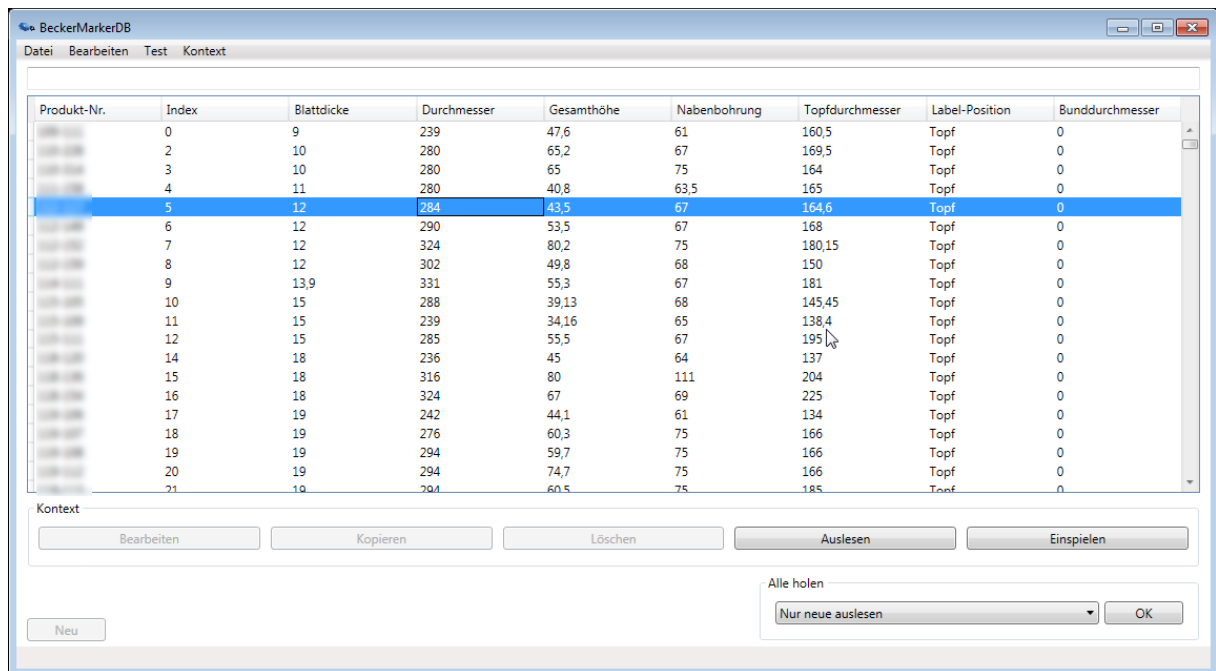 BeckerMarkerDB
Datei Bearbeiten Test Kontext
Produkt-Nr. Index Blattdicke Durchmesser Gesamthöhe Nabenbohrung Topfdurchmesser Label-Position Bunddurchmesser
0 9 239 47,6 61 160,5 Topf 0
2 10 280 65,2 67 169,5 Topf 0
3 10 280 65 75 164 Topf 0
4 11 280 40,8 63,5 165 Topf 0
5 12 284 43,5 67 164,6 Topf 0
6 12 290 53,5 67 168 Topf 0
7 12 324 80,2 75 180,15 Topf 0
8 12 302 49,8 68 150 Topf 0
9 13,9 331 55,3 67 181 Topf 0
10 15 288 39,13 68 145,45 Topf 0
11 15 239 34,16 65 138,4 Topf 0
12 15 285 55,5 67 195 Topf 0
14 18 236 45 64 137 Topf 0
15 18 316 80 111 204 Topf 0
16 18 324 67 69 225 Topf 0
17 19 242 44,1 61 134 Topf 0
18 19 276 60,3 75 166 Topf 0
19 19 294 59,7 75 166 Topf 0
20 19 294 74,7 75 166 Topf 0
21 19 294 60,5 75 185 Topf 0
Kontext
Bearbeiten Kopieren Löschen Auslesen Einspielen
Alle holen
Nur neue auslesen OK
Neu